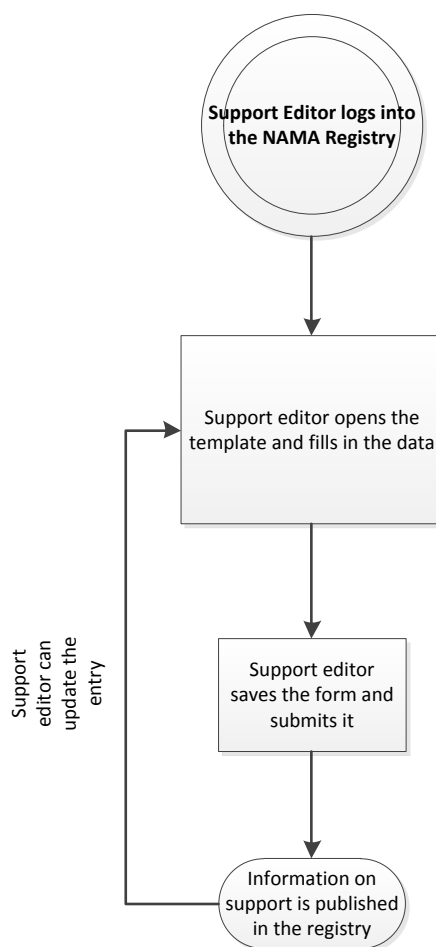 Support Editor logs into
the NAMA Registry
Support editor opens the
template and fills in the data
Support
editor can
update the
entry
Support editor
saves the form and
submits it
Information on
support is published
in the registry